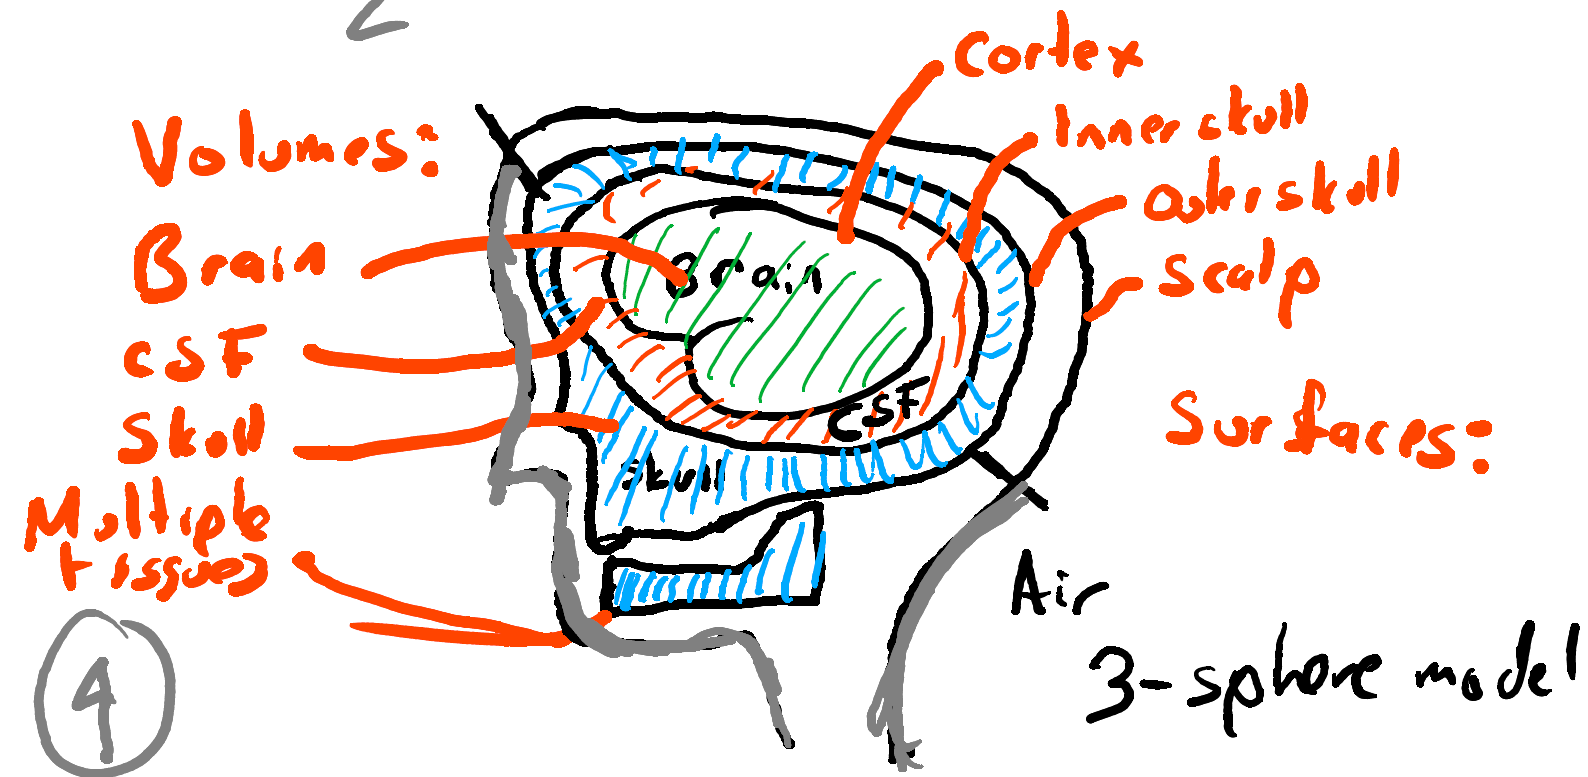 Volumes:
Brain
CSF
Skull
Multiple
tissues
4
Brain
CSF
Skull
Cortex
Inner skull
Outer skull
Scalp
Surfaces:
Air
3-sphere model